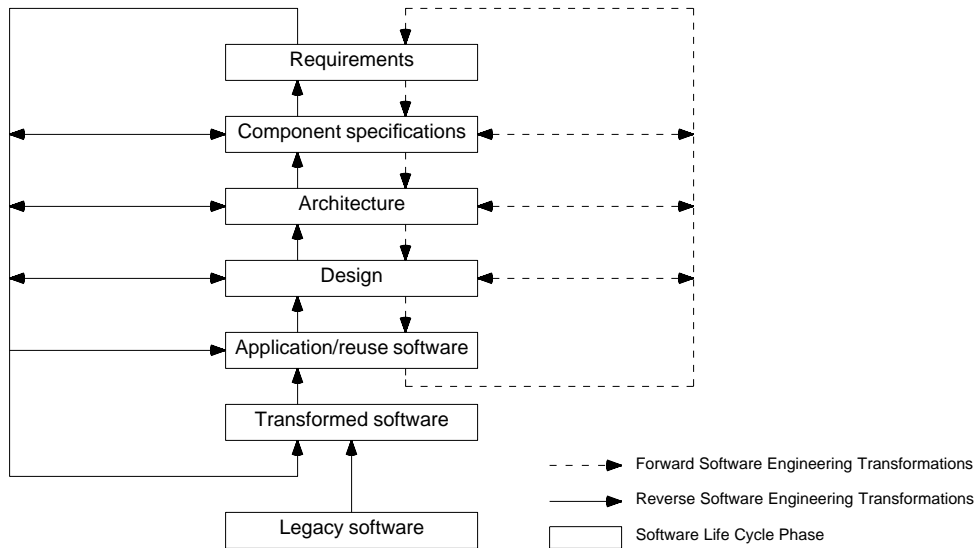 Requirements
Component specifications
Architecture
Design
Application/reuse software
Transformed software
Legacy software
Forward Software Engineering Transformations
Reverse Software Engineering Transformations
Software Life Cycle Phase